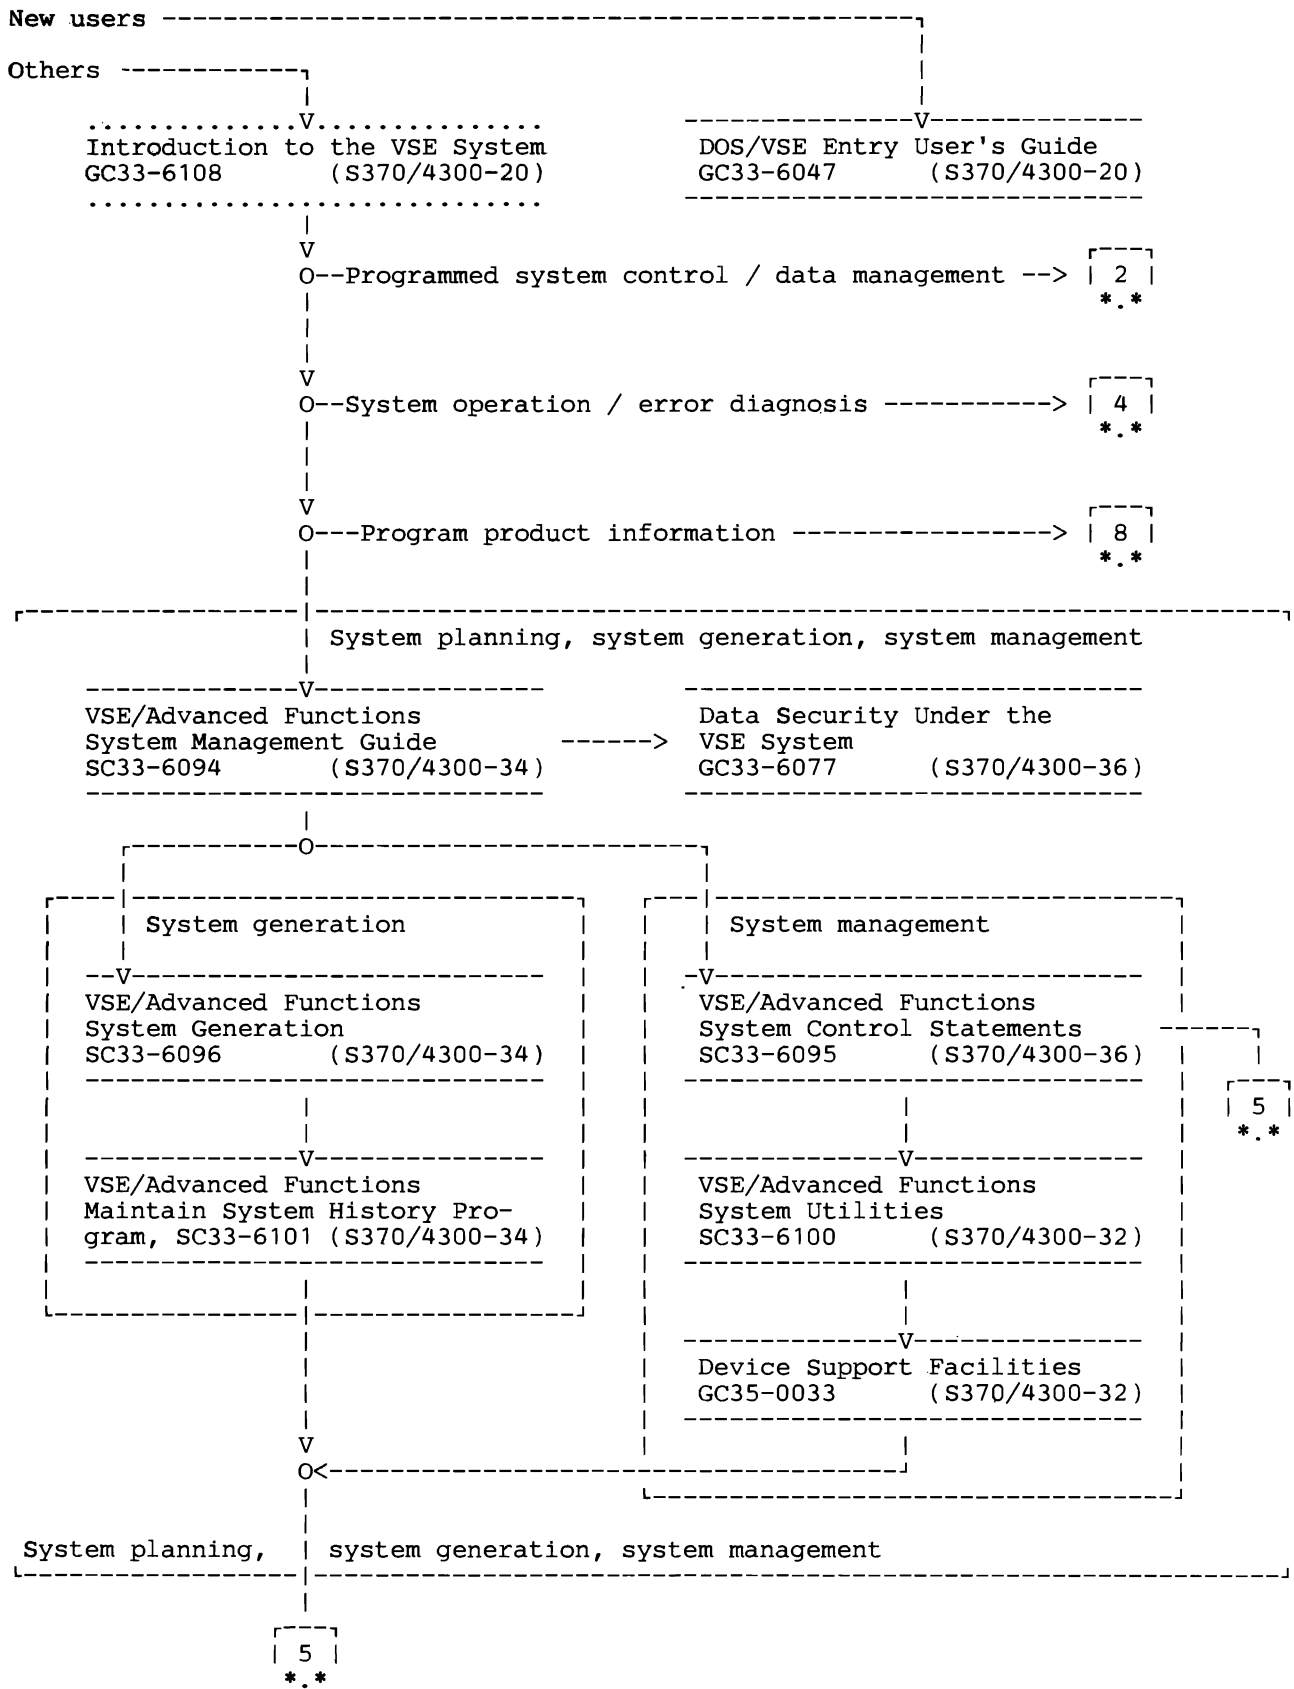 New users
Others
Introduction to the VSE System
GC33-6108 (S370/4300-20)
DOS/VSE Entry User's Guide
GC33-6047 (S370/4300-20)
O--Programmed system control / data management --> 2
*.*
O--System operation / error diagnosis -----------> 4
*.*
O---Program product information -----------------> 8
*.*
System planning, system generation, system management
VSE/Advanced Functions
System Management Guide ------>
SC33-6094 (S370/4300-34)
Data Security Under the
VSE System
GC33-6077 (S370/4300-36)
O
System generation
VSE/Advanced Functions
System Generation
SC33-6096 (S370/4300-34)
VSE/Advanced Functions
Maintain System History Pro-
gram, SC33-6101 (S370/4300-34)
System management
VSE/Advanced Functions
System Control Statements
SC33-6095 (S370/4300-36)
5
*.*
VSE/Advanced Functions
System Utilities
SC33-6100 (S370/4300-32)
Device Support Facilities
GC35-0033 (S370/4300-32)
O<
System planning, system generation, system management
5
*.*